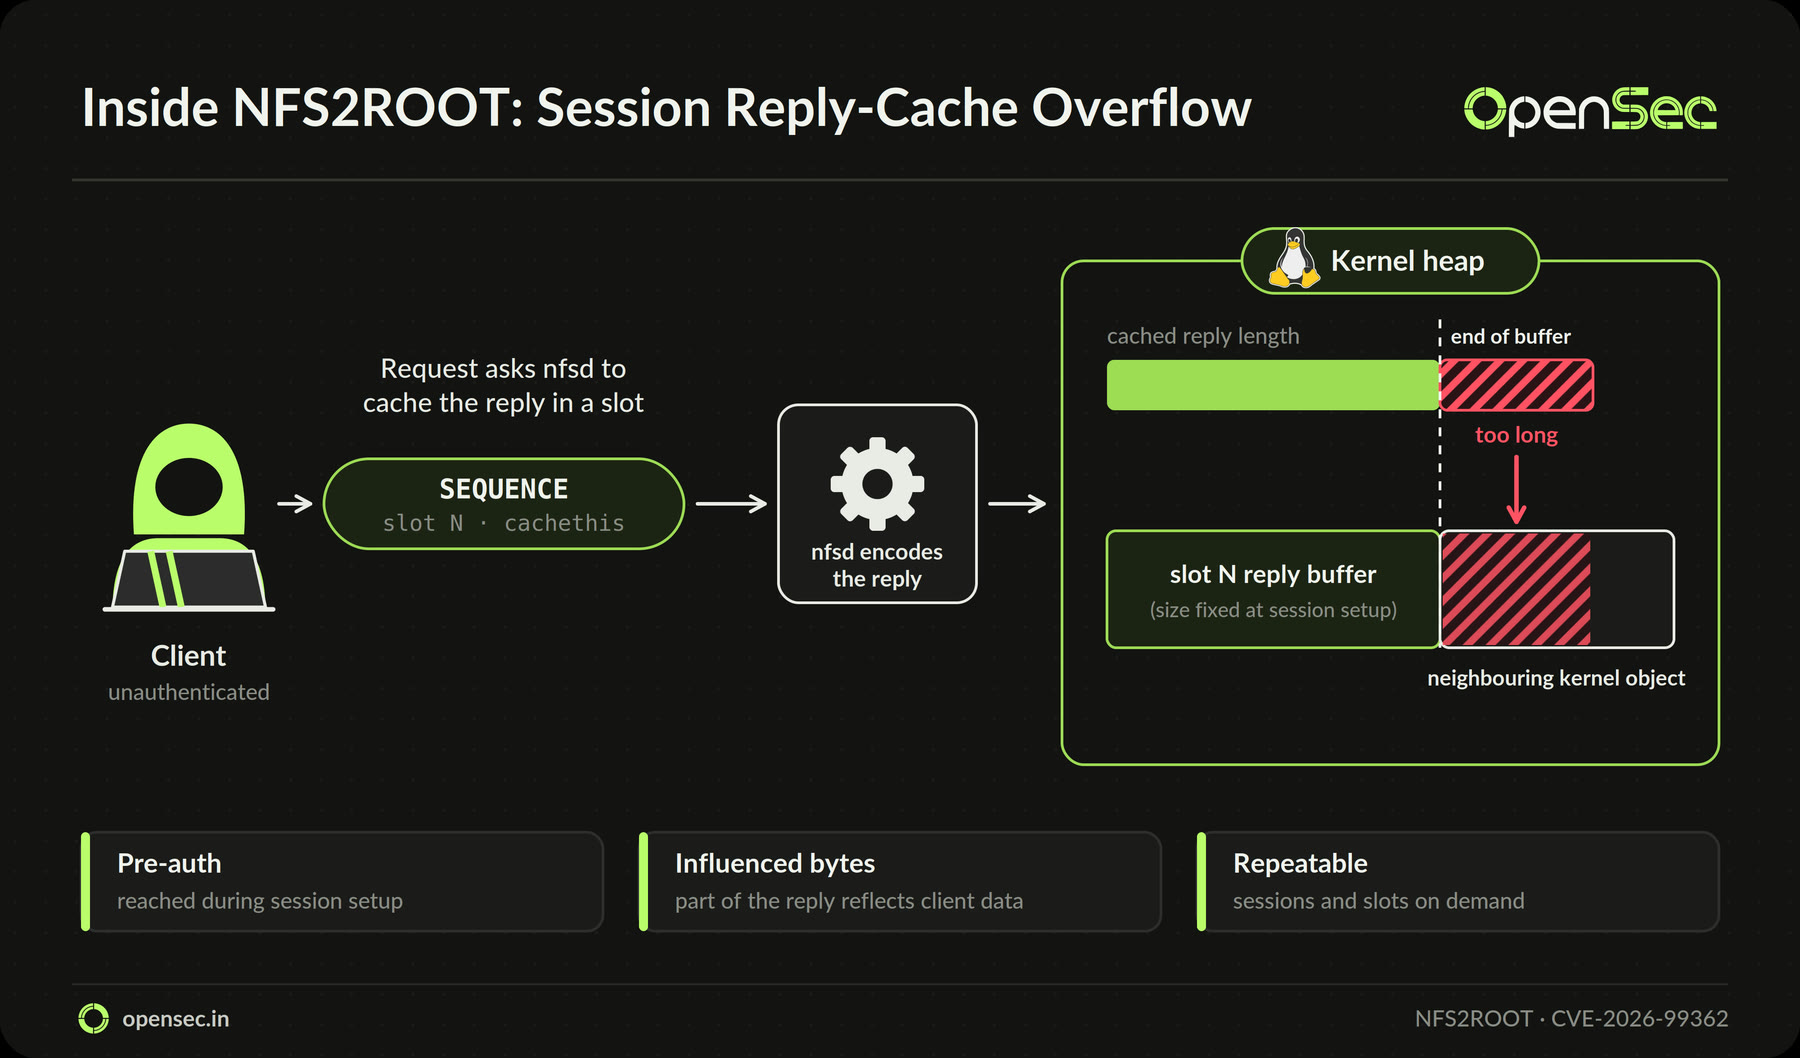 Inside NFS2ROOT: Session Reply-Cache Overflow
OpenSec
Request asks nfsd to
cache the reply in a slot
SEQUENCE
slot N · cachethis
Client
unauthenticated
nfsd encodes
the reply
Kernel heap
cached reply length
end of buffer
too long
slot N reply buffer
(size fixed at session setup)
neighbouring kernel object
Pre-auth
reached during session setup
Influenced bytes
part of the reply reflects client data
Repeatable
sessions and slots on demand
opensec.in
NFS2ROOT · CVE-2026-99362